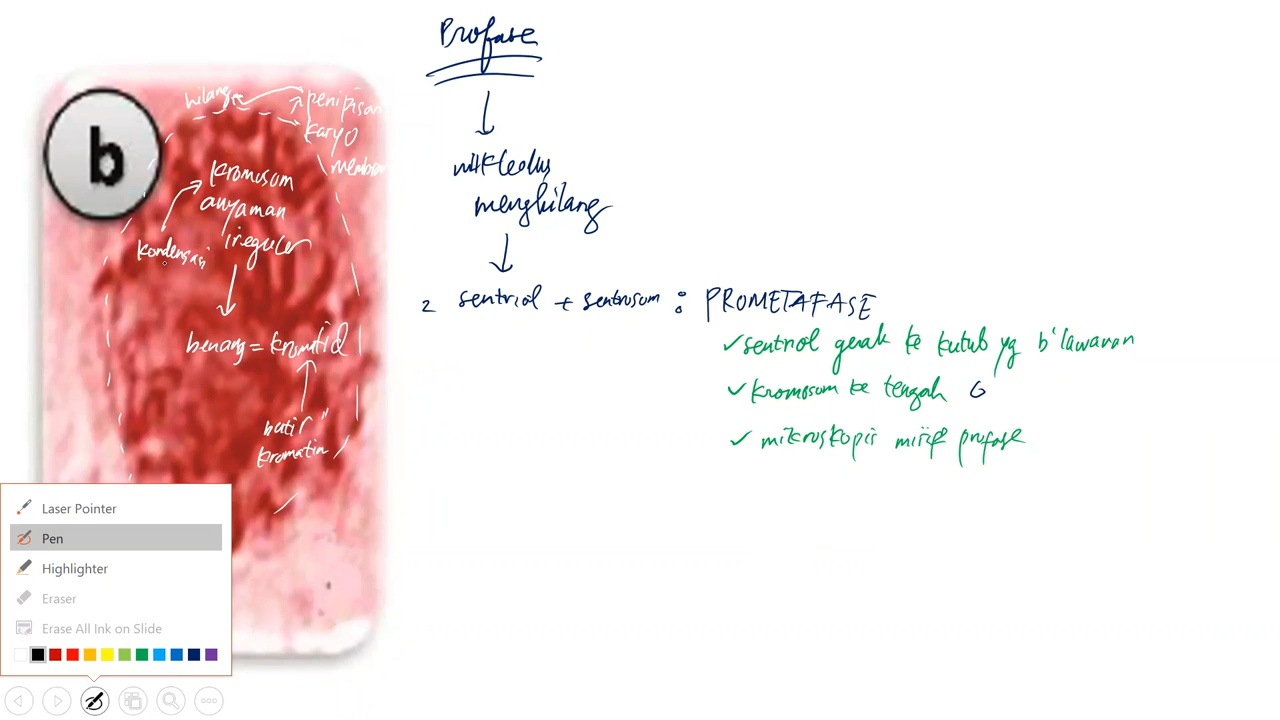 Profase
b
hilang
penipisan
karyo
membran
kromosom
anyaman
ireguler
kondensasi
benang = kromatid
butir"
kromatin
nukleolus
menghilang
2 sentriol + sentrosom : PROMETAFASE
✓ sentriol gerak ke kutub yg b'lawanan
✓ kromosom ke tengah
✓ mikroskopis mirip profase
Laser Pointer
Pen
Highlighter
Eraser
Erase All Ink on Slide